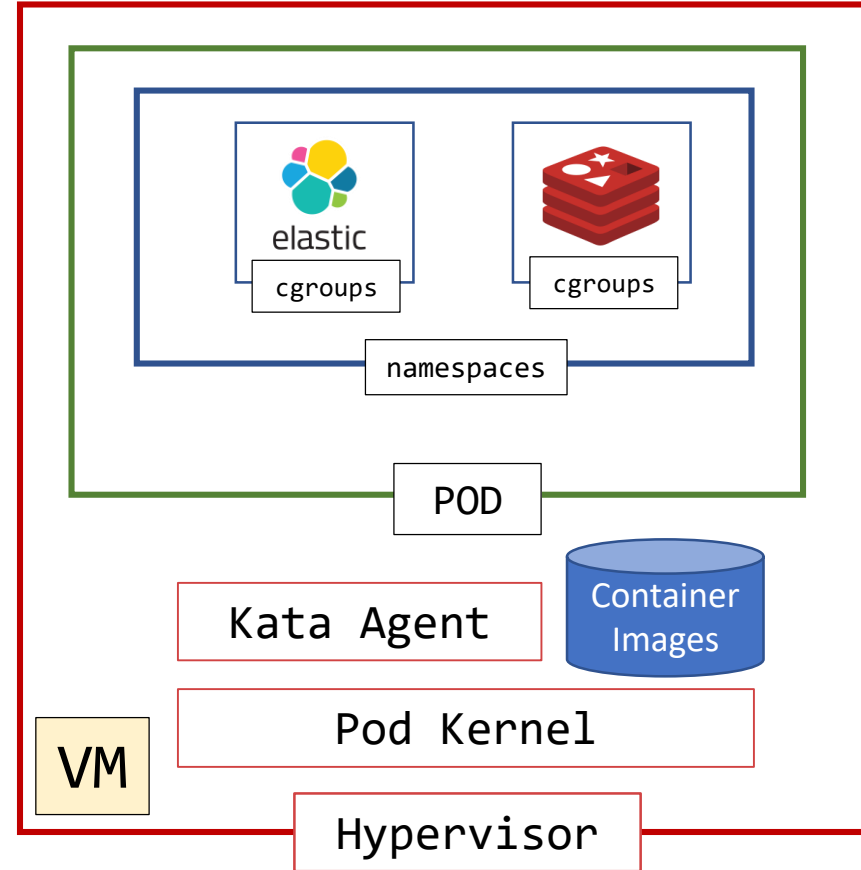 elastic
cgroups
cgroups
namespaces
POD
Container
Images
Kata Agent
Pod Kernel
VM
Hypervisor